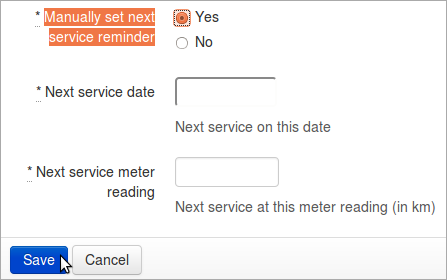 * Manually set next Yes
service reminder
No
* Next service date
Next service on this date
* Next service meter
reading
Next service at this meter reading (in km)
Save Cancel